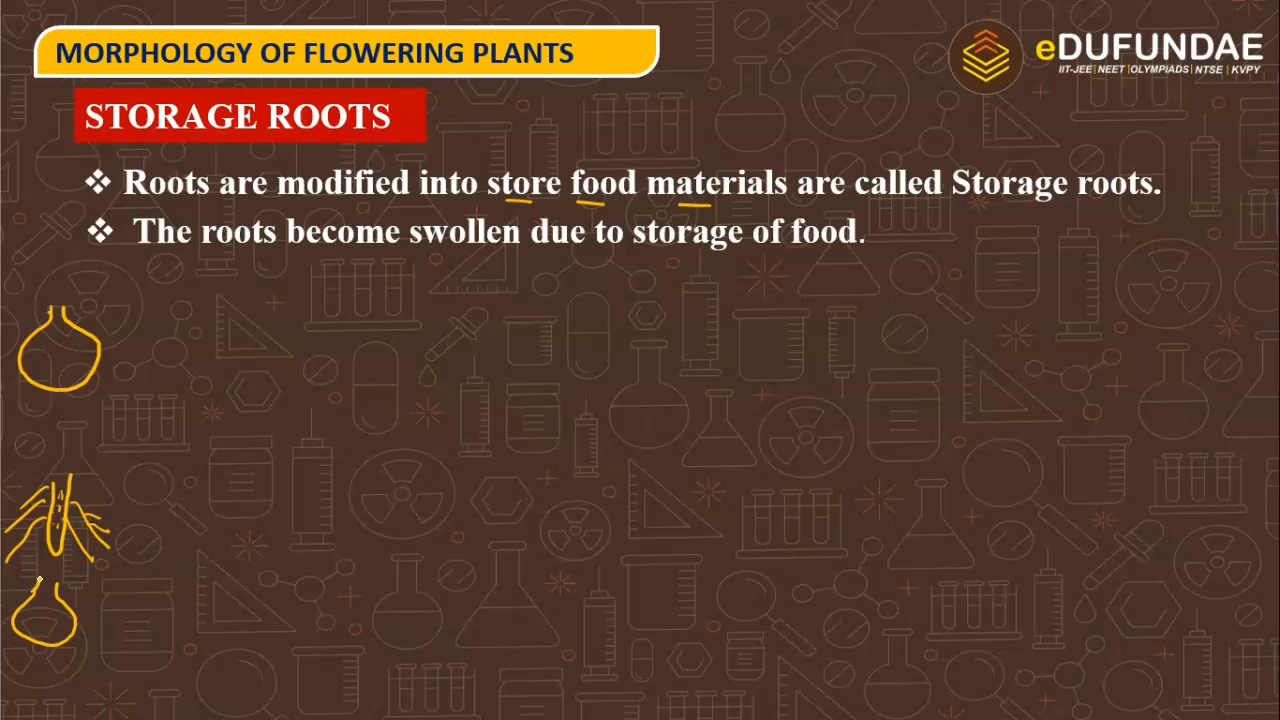 MORPHOLOGY OF FLOWERING PLANTS
eDUFUNDAE
IIT-JEE|NEET|OLYMPIADS|NTSE|KVPY
STORAGE ROOTS
❖ Roots are modified into store food materials are called Storage roots.
❖ The roots become swollen due to storage of food.